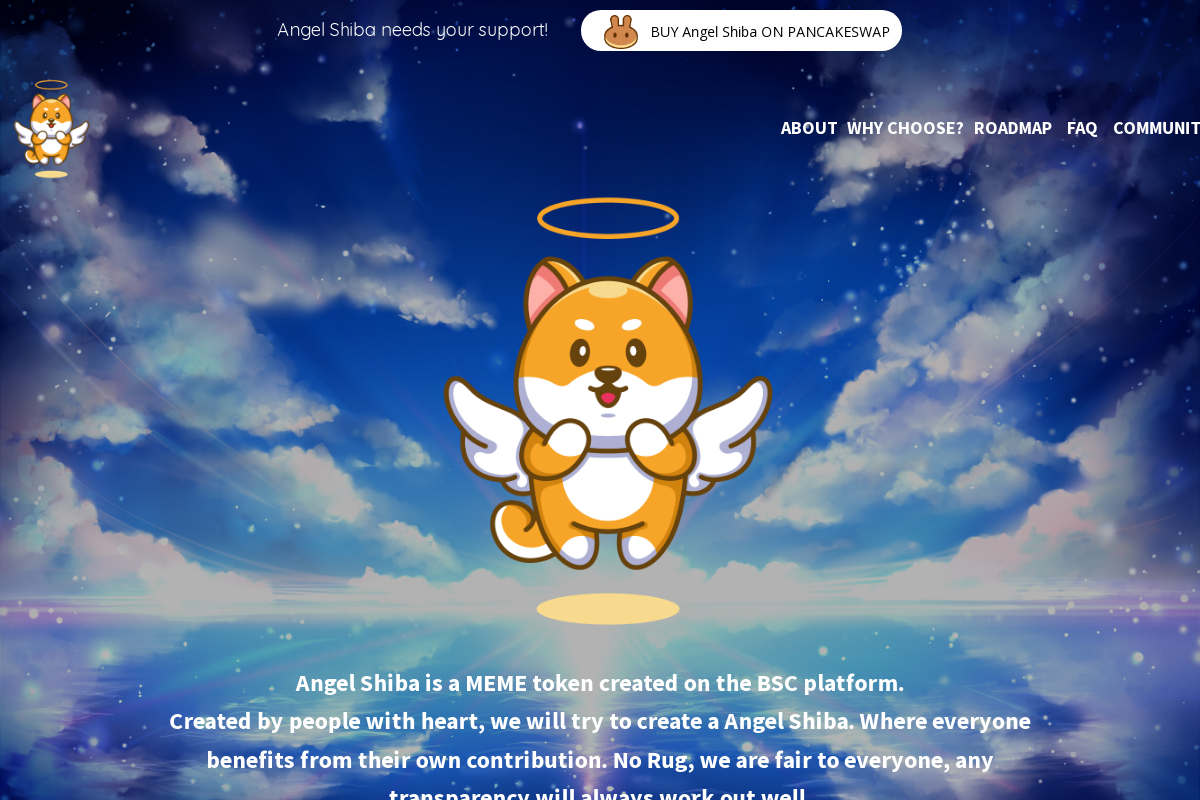 Angel Shiba needs your support!
BUY Angel Shiba ON PANCAKESWAP
ABOUT WHY CHOOSE? ROADMAP FAQ COMMUNIT
Angel Shiba is a MEME token created on the BSC platform.
Created by people with heart, we will try to create a Angel Shiba. Where everyone
benefits from their own contribution. No Rug, we are fair to everyone, any
transparency will always work out well